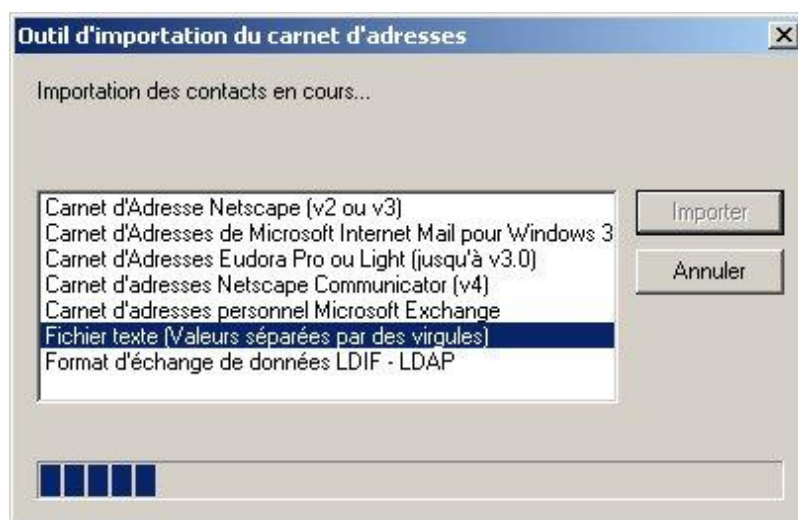 Outil d'importation du carnet d'adresses
Importation des contacts en cours...
Carnet d'Adresse Netscape (v2 ou v3)
Carnet d'Adresses de Microsoft Internet Mail pour Windows 3
Carnet d'Adresses Eudora Pro ou Light (jusqu'à v3.0)
Carnet d'adresses Netscape Communicator (v4)
Carnet d'adresses personnel Microsoft Exchange
Fichier texte (Valeurs séparées par des virgules)
Format d'échange de données LDIF - LDAP
Importer
Annuler